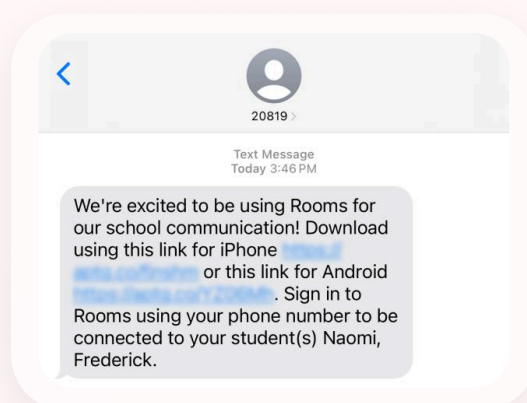 20819 >
Text Message
Today 3:46 PM
We're excited to be using Rooms for
our school communication! Download
using this link for iPhone
or this link for Android
. Sign in to
Rooms using your phone number to be
connected to your student(s) Naomi,
Frederick.